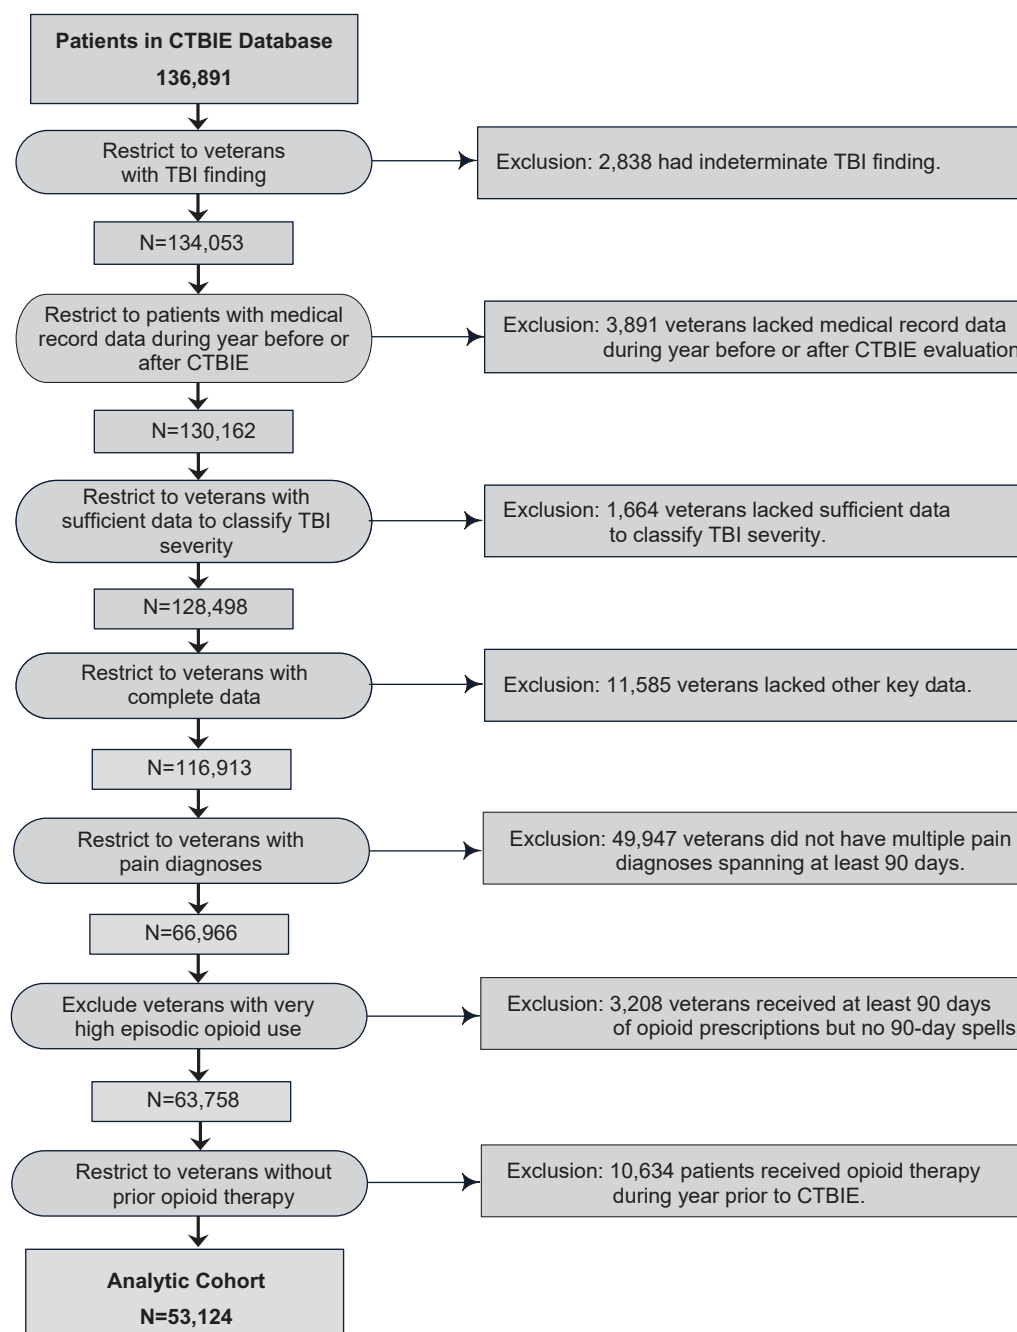 Patients in CTBIE Database
136,891
Restrict to veterans
with TBI finding
Exclusion: 2,838 had indeterminate TBI finding.
N=134,053
Restrict to patients with medical
record data during year before or
after CTBIE
Exclusion: 3,891 veterans lacked medical record data
during year before or after CTBIE evaluation
N=130,162
Restrict to veterans with
sufficient data to classify TBI
severity
Exclusion: 1,664 veterans lacked sufficient data
to classify TBI severity.
N=128,498
Restrict to veterans with
complete data
Exclusion: 11,585 veterans lacked other key data.
N=116,913
Restrict to veterans with
pain diagnoses
Exclusion: 49,947 veterans did not have multiple pain
diagnoses spanning at least 90 days.
N=66,966
Exclude veterans with very
high episodic opioid use
Exclusion: 3,208 veterans received at least 90 days
of opioid prescriptions but no 90-day spells
N=63,758
Restrict to veterans without
prior opioid therapy
Exclusion: 10,634 patients received opioid therapy
during year prior to CTBIE.
Analytic Cohort
N=53,124